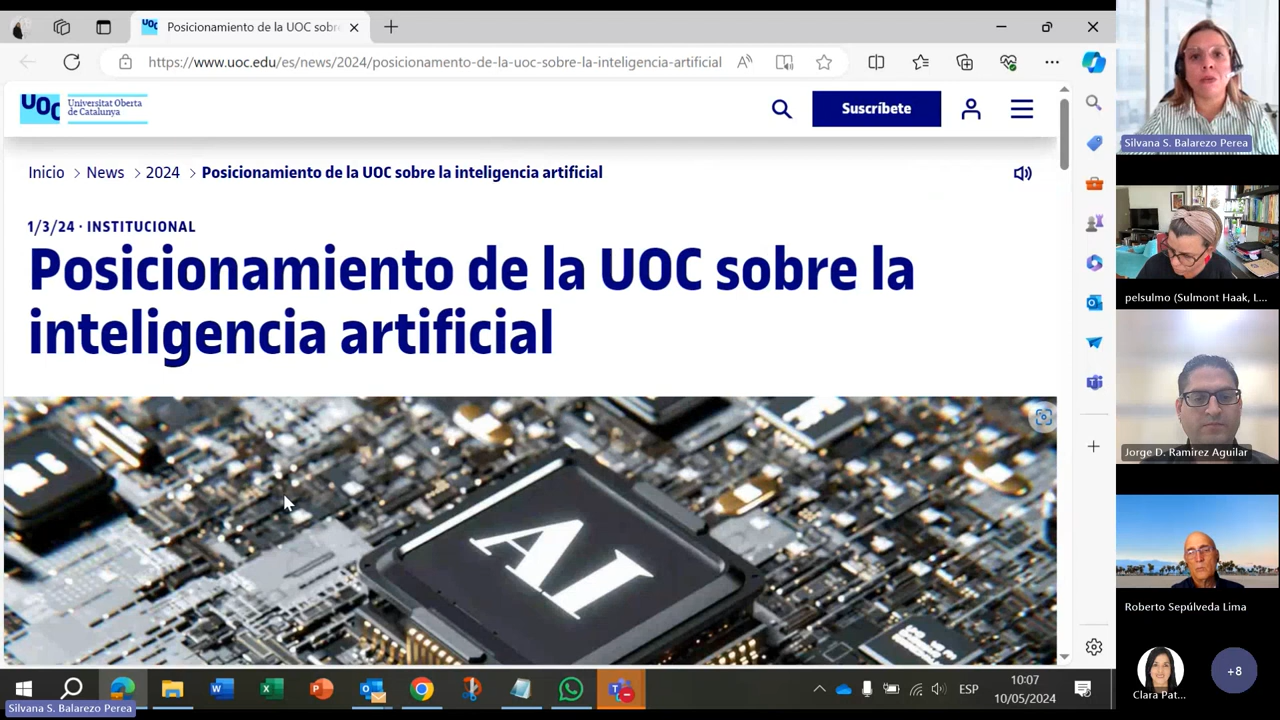 Posicionamiento de la UOC sobr
https://www.uoc.edu/es/news/2024/posicionamento-de-la-uoc-sobre-la-inteligencia-artificial
UOC Universitat Oberta
de Catalunya
Suscríbete
Inicio > News > 2024 > Posicionamiento de la UOC sobre la inteligencia artificial
1/3/24 · INSTITUCIONAL
Posicionamiento de la UOC sobre la
inteligencia artificial
AI
Silvana S. Balarezo Perea
pelsulmo (Sulmont Haak, L...
Jorge D. Ramirez Aguilar
Roberto Sepúlveda Lima
Clara Pat...
+8
ESP
10:07
10/05/2024
Silvana S. Balarezo Perea